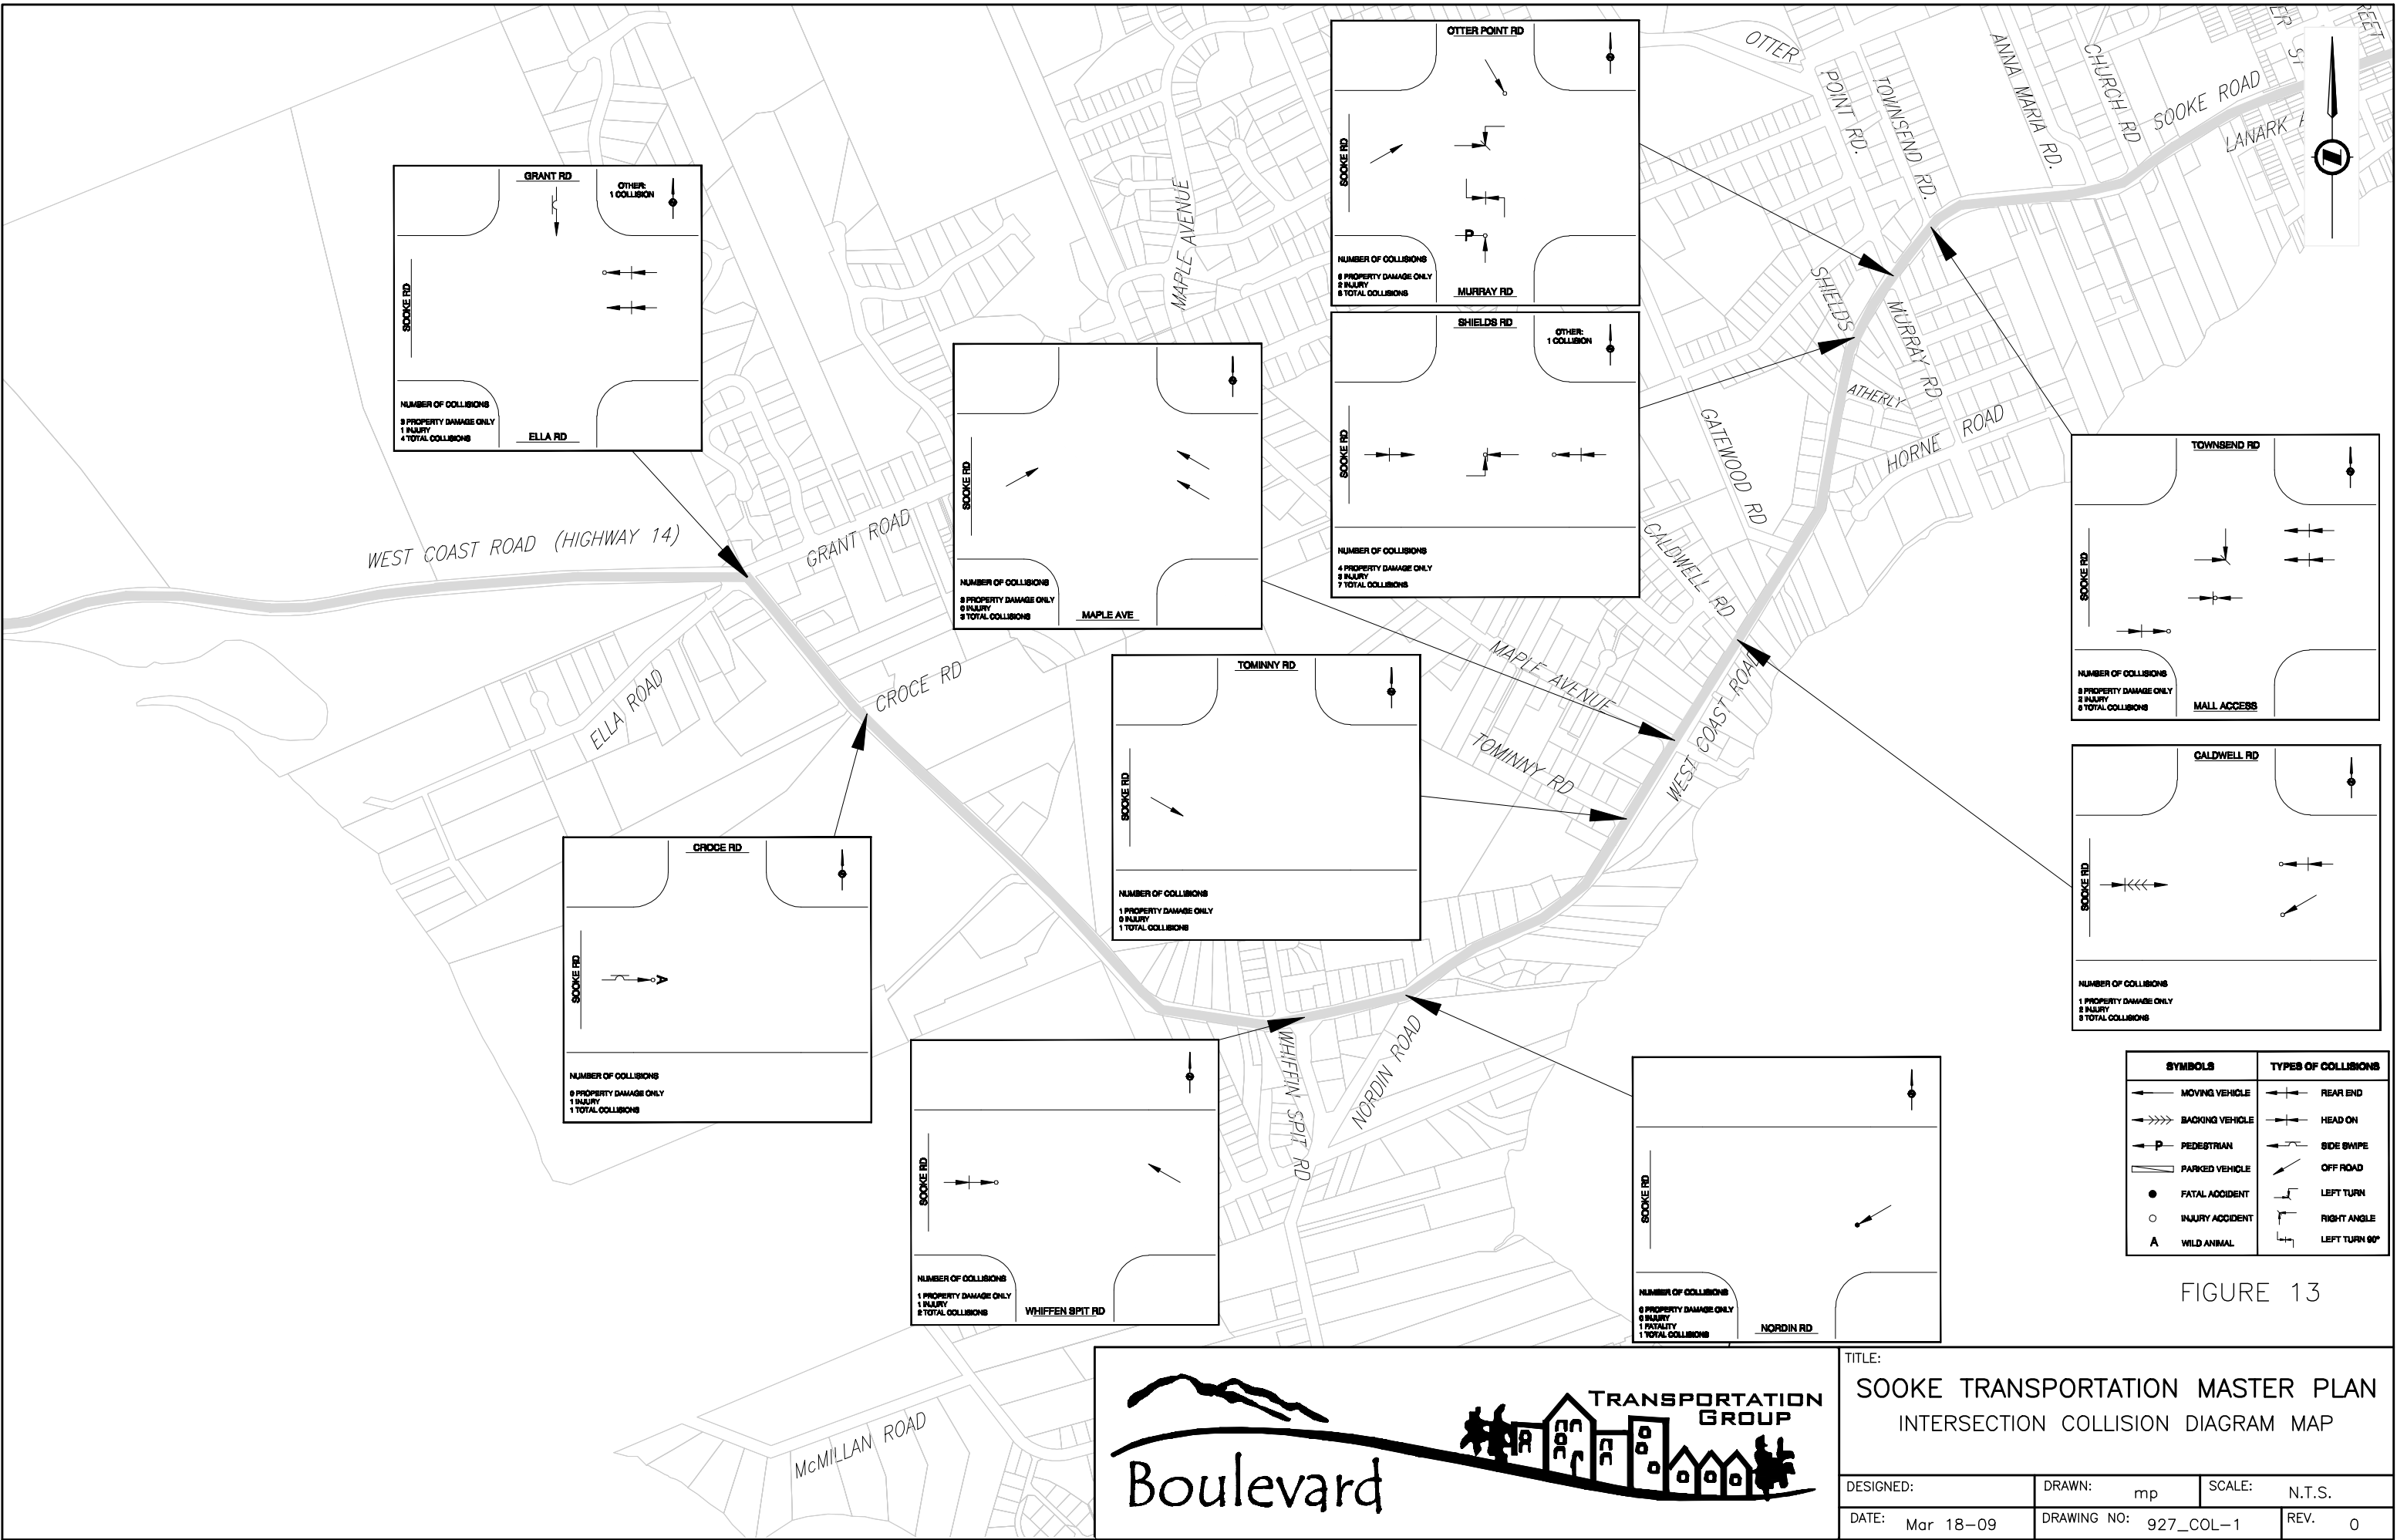 OTTER POINT RD
SOOKE RD
NUMBER OF COLLISIONS
6 PROPERTY DAMAGE ONLY
2 INJURY
8 TOTAL COLLISIONS
MURRAY RD
GRANT RD
OTHER:
1 COLLISION
SOOKE RD
NUMBER OF COLLISIONS
3 PROPERTY DAMAGE ONLY
1 INJURY
4 TOTAL COLLISIONS
ELLA RD
SHIELDS RD
OTHER:
1 COLLISION
SOOKE RD
NUMBER OF COLLISIONS
4 PROPERTY DAMAGE ONLY
3 INJURY
7 TOTAL COLLISIONS
SOOKE RD
NUMBER OF COLLISIONS
3 PROPERTY DAMAGE ONLY
0 INJURY
3 TOTAL COLLISIONS
MAPLE AVE
TOWNSEND RD
SOOKE RD
NUMBER OF COLLISIONS
3 PROPERTY DAMAGE ONLY
2 INJURY
5 TOTAL COLLISIONS
MALL ACCESS
TOMINNY RD
SOOKE RD
NUMBER OF COLLISIONS
1 PROPERTY DAMAGE ONLY
0 INJURY
1 TOTAL COLLISIONS
CALDWELL RD
SOOKE RD
NUMBER OF COLLISIONS
1 PROPERTY DAMAGE ONLY
2 INJURY
3 TOTAL COLLISIONS
CROCE RD
SOOKE RD
A
NUMBER OF COLLISIONS
0 PROPERTY DAMAGE ONLY
1 INJURY
1 TOTAL COLLISIONS
SOOKE RD
NUMBER OF COLLISIONS
1 PROPERTY DAMAGE ONLY
1 INJURY
2 TOTAL COLLISIONS
WHIFFEN SPIT RD
SOOKE RD
NUMBER OF COLLISIONS
0 PROPERTY DAMAGE ONLY
0 INJURY
1 FATALITY
1 TOTAL COLLISIONS
NORDIN RD
P
OTTER
POINT RD.
TOWNSEND RD.
ANNA MARIA RD.
CHURCH RD
SOOKE ROAD
LANARK
MAPLE AVENUE
SHIELDS
MURRAY RD
ATHERLY
HORNE ROAD
GATEWOOD RD
CALDWELL RD
WEST COAST ROAD (HIGHWAY 14)
GRANT ROAD
ELLA ROAD
CROCE RD
MAPLE AVENUE
TOMINNY RD
WEST COAST ROAD
WHIFFIN SPIT RD
NORDIN ROAD
McMILLAN ROAD
SYMBOLS
TYPES OF COLLISIONS
MOVING VEHICLE
REAR END
BACKING VEHICLE
HEAD ON
P PEDESTRIAN
SIDE SWIPE
PARKED VEHICLE
OFF ROAD
FATAL ACCIDENT
LEFT TURN
INJURY ACCIDENT
RIGHT ANGLE
A WILD ANIMAL
LEFT TURN 90°
FIGURE 13
Boulevard
TRANSPORTATION
GROUP
TITLE:
SOOKE TRANSPORTATION MASTER PLAN
INTERSECTION COLLISION DIAGRAM MAP
DESIGNED:
DRAWN: mp
SCALE: N.T.S.
DATE: Mar 18-09
DRAWING NO: 927_COL-1
REV. 0